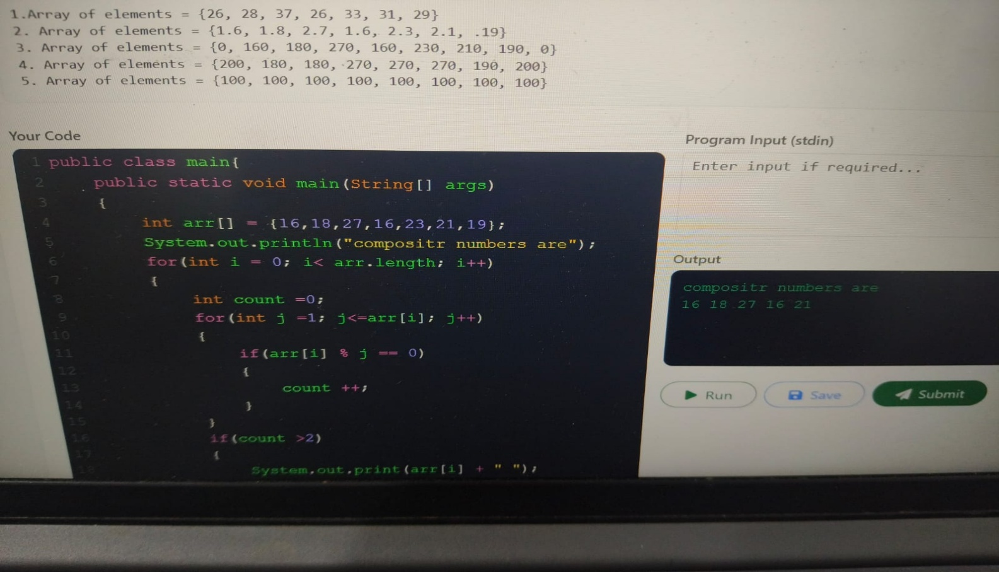 1.Array of elements = {26, 28, 37, 26, 33, 31, 29}
2. Array of elements = {1.6, 1.8, 2.7, 1.6, 2.3, 2.1, .19}
3. Array of elements = {0, 160, 180, 270, 160, 230, 210, 190, 0}
4. Array of elements = {200, 180, 180, 270, 270, 270, 190, 200}
5. Array of elements = {100, 100, 100, 100, 100, 100, 100, 100}
Your Code
1 public class main{
2 public static void main(String[] args)
3 {
4 int arr[] = {16,18,27,16,23,21,19};
5 System.out.println("compositr numbers are");
6 for(int i = 0; i< arr.length; i++)
7 {
8 int count =0;
9 for(int j =1; j<=arr[i]; j++)
10 {
11 if(arr[i] % j == 0)
12 {
13 count ++;
14 }
15 }
16 if(count >2)
17 {
18 System.out.print(arr[i] + " ");
Program Input (stdin)
Enter input if required...
Output
compositr numbers are
16 18 27 16 21
Run
Save
Submit